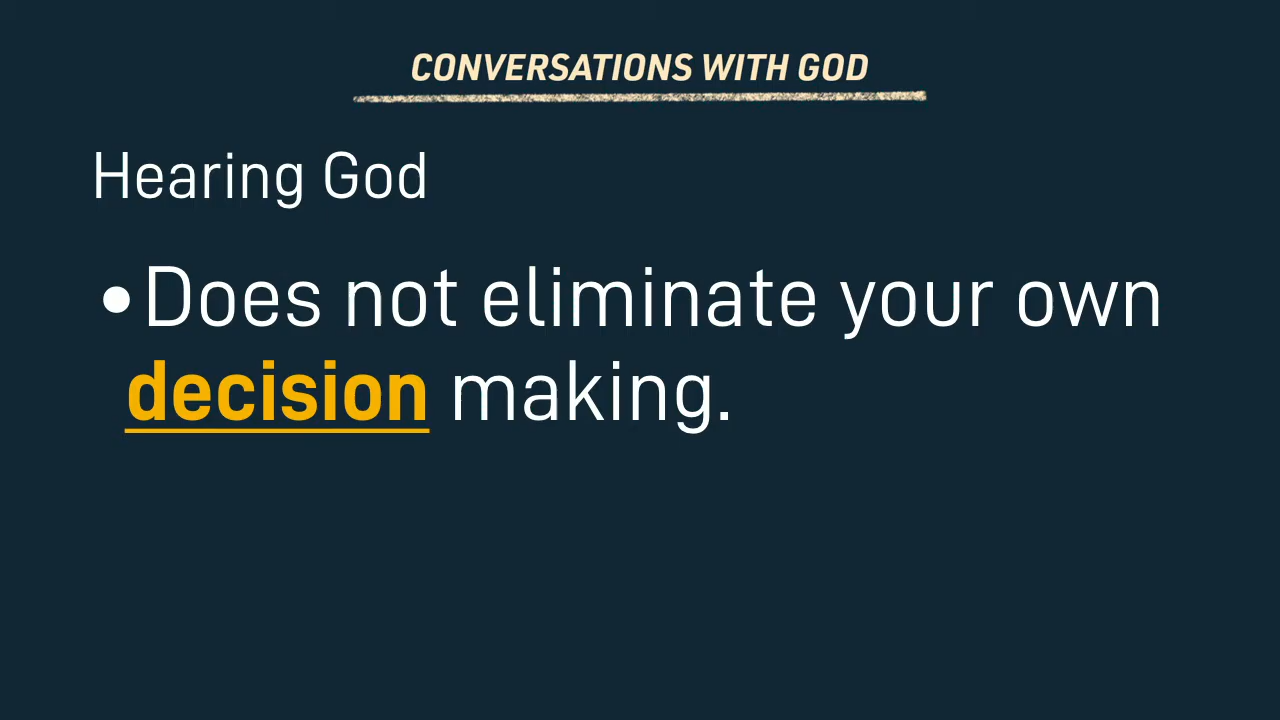 CONVERSATIONS WITH GOD
Hearing God
•Does not eliminate your own
decision making.